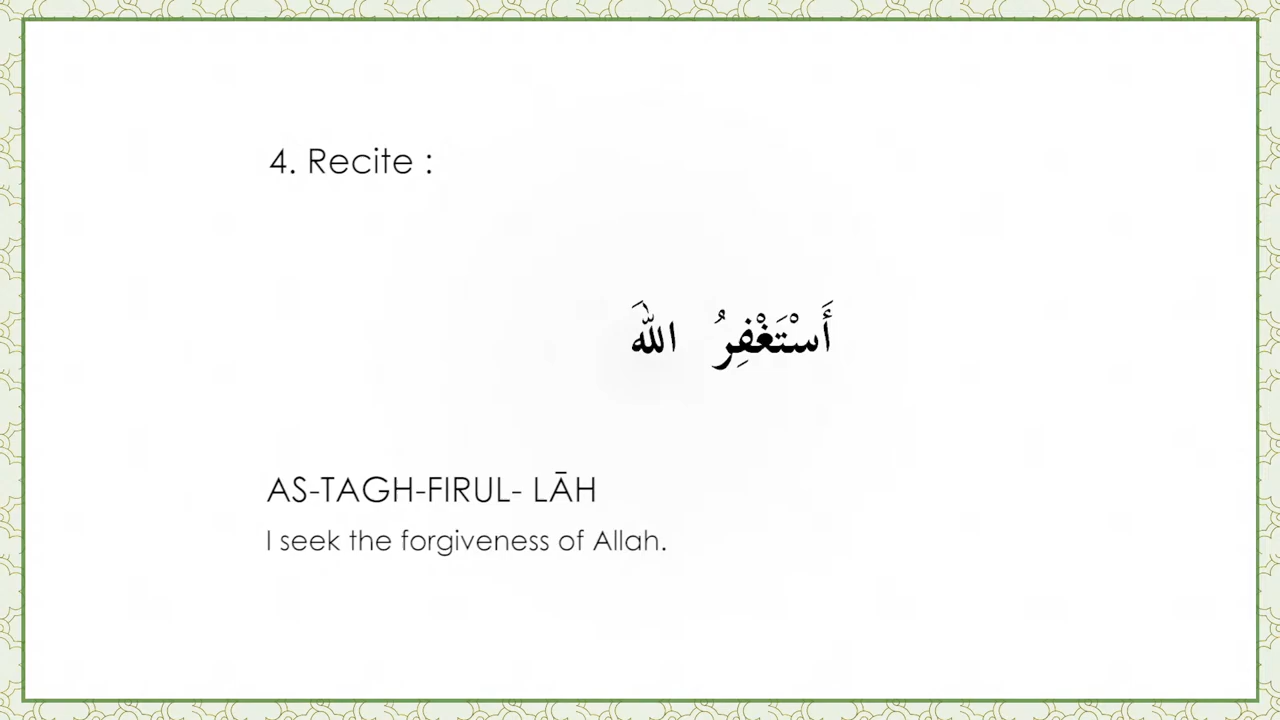 4. Recite :
أَسْتَغْفِرُ اللّٰهَ
AS-TAGH-FIRUL- LĀH
I seek the forgiveness of Allah.